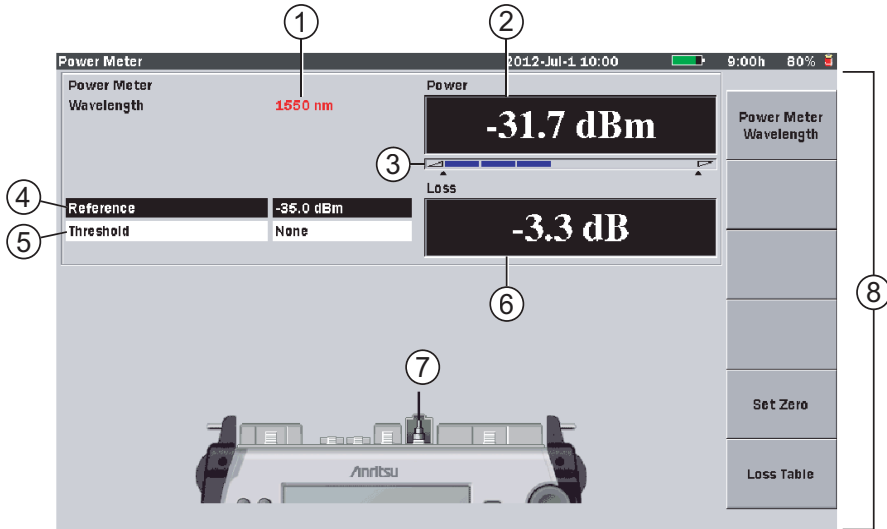 1
2
Power Meter 2012-Jul-1 10:00 9:00h 80%
Power Meter
Wavelength 1550 nm
Power
-31.7 dBm
3
Loss
-3.3 dB
4
Reference -35.0 dBm
5
Threshold None
6
7
Anritsu
Power Meter
Wavelength
Set Zero
Loss Table
8